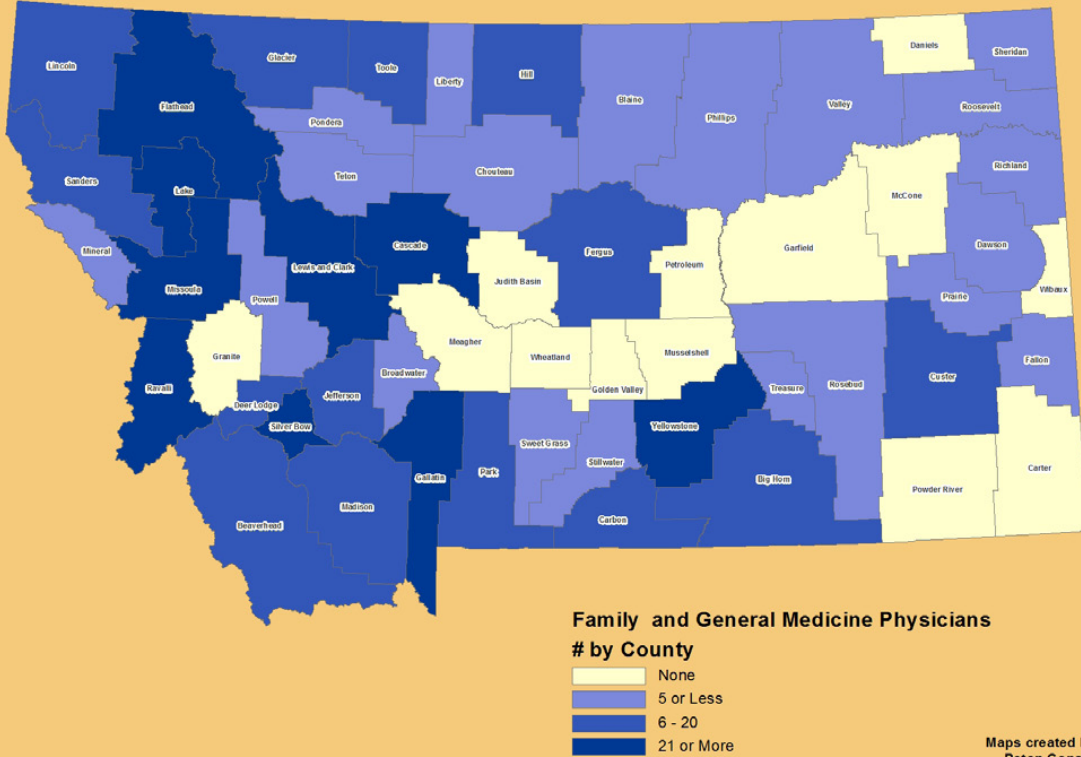 Lincoln
Flathead
Glacier
Toole
Liberty
Hill
Blaine
Phillips
Valley
Daniels
Sheridan
Roosevelt
Pondera
Teton
Chouteau
Richland
Sanders
Lake
McCone
Mineral
Missoula
Powell
Lewis and Clark
Cascade
Judith Basin
Fergus
Petroleum
Garfield
Dawson
Wibaux
Prairie
Granite
Meagher
Wheatland
Golden Valley
Musselshell
Fallon
Ravalli
Deer Lodge
Jefferson
Broadwater
Treasure
Rosebud
Custer
Silver Bow
Sweet Grass
Yellowstone
Stillwater
Gallatin
Park
Big Horn
Carter
Powder River
Beaverhead
Madison
Carbon
Family and General Medicine Physicians
# by County
None
5 or Less
6 - 20
21 or More
Maps created